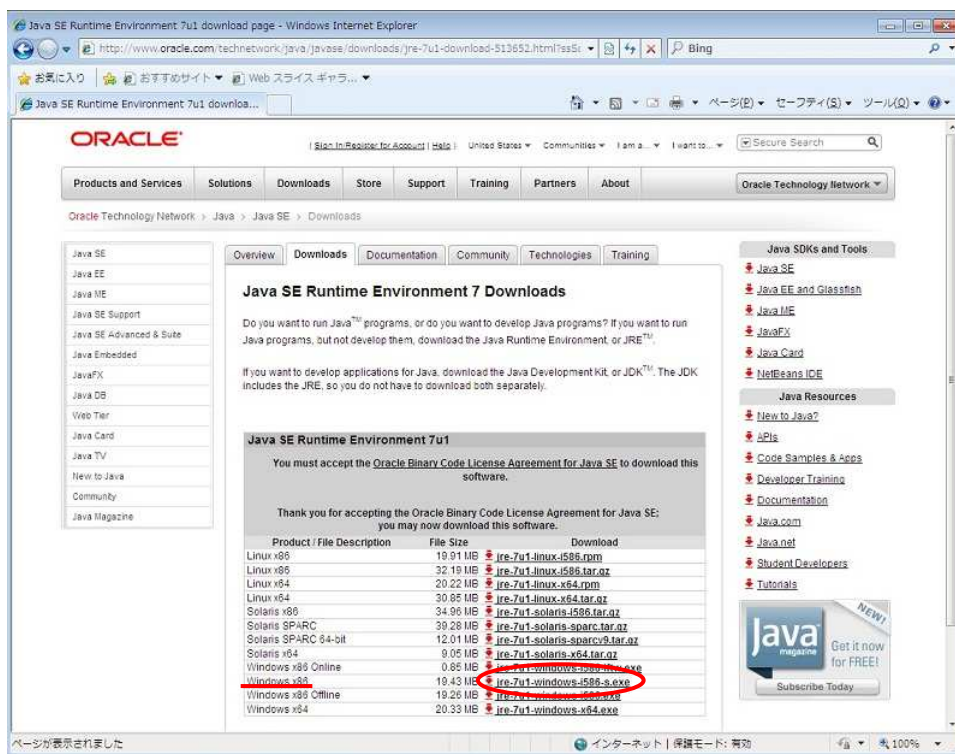 Java SE Runtime Environment 7u1 download page - Windows Internet Explorer
http://www.oracle.com/technetwork/java/javase/downloads/jre-7u1-download-513652.html?ssSc
Bing
お気に入り
おすすめサイト
Web スライス ギャラ...
Java SE Runtime Environment 7u1 downloa...
ページ(P)
セーフティ(S)
ツール(O)
ORACLE
| Sign In/Register for Account | Help |
United States
Communities
I am a...
I want to...
Secure Search
Products and Services
Solutions
Downloads
Store
Support
Training
Partners
About
Oracle Technology Network
Oracle Technology Network > Java > Java SE > Downloads
Java SE
Java EE
Java ME
Java SE Support
Java SE Advanced & Suite
Java Embedded
JavaFX
Java DB
Web Tier
Java Card
Java TV
New to Java
Community
Java Magazine
Overview
Downloads
Documentation
Community
Technologies
Training
Java SE Runtime Environment 7 Downloads
Do you want to run Java™ programs, or do you want to develop Java programs? If you want to run
Java programs, but not develop them, download the Java Runtime Environment, or JRE™.
If you want to develop applications for Java, download the Java Development Kit, or JDK™. The JDK
includes the JRE, so you do not have to download both separately.
Java SE Runtime Environment 7u1
You must accept the Oracle Binary Code License Agreement for Java SE to download this
software.
Thank you for accepting the Oracle Binary Code License Agreement for Java SE;
you may now download this software.
Product / File Description File Size Download
Linux x86 19.91 MB jre-7u1-linux-i586.rpm
Linux x86 32.19 MB jre-7u1-linux-i586.tar.gz
Linux x64 20.22 MB jre-7u1-linux-x64.rpm
Linux x64 30.85 MB jre-7u1-linux-x64.tar.gz
Solaris x86 34.96 MB jre-7u1-solaris-i586.tar.gz
Solaris SPARC 39.28 MB jre-7u1-solaris-sparc.tar.gz
Solaris SPARC 64-bit 12.01 MB jre-7u1-solaris-sparcv9.tar.gz
Solaris x64 9.05 MB jre-7u1-solaris-x64.tar.gz
Windows x86 Online 0.85 MB jre-7u1-windows-i586-iftw.exe
Windows x86 19.43 MB jre-7u1-windows-i586-s.exe
Windows x86 Offline 19.26 MB jre-7u1-windows-i586.exe
Windows x64 20.33 MB jre-7u1-windows-x64.exe
Java SDKs and Tools
Java SE
Java EE and Glassfish
Java ME
JavaFX
Java Card
NetBeans IDE
Java Resources
New to Java?
APIs
Code Samples & Apps
Developer Training
Documentation
Java.com
Java.net
Student Developers
Tutorials
NEW!
Java
magazine
Get it now
for FREE!
Subscribe Today
ページが表示されました
インターネット | 保護モード: 有効
100%